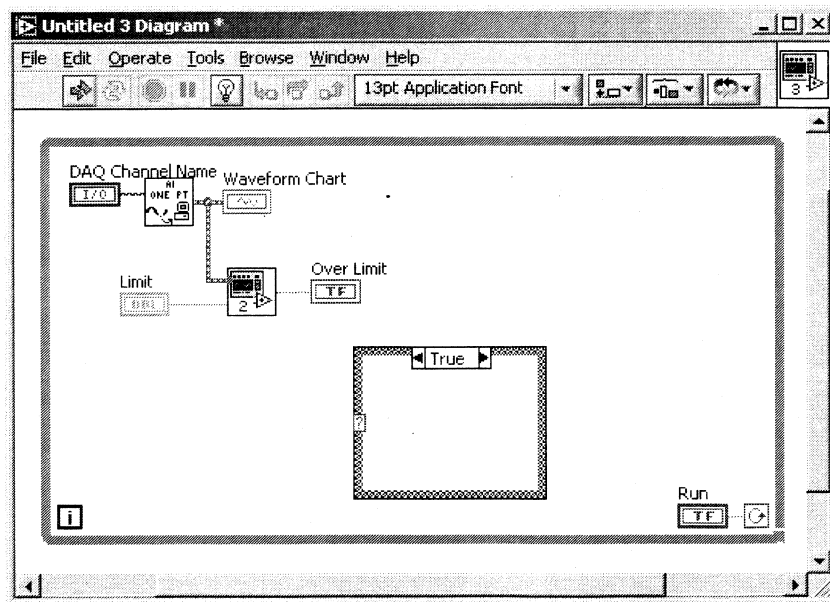 Untitled 3 Diagram *
File Edit Operate Tools Browse Window Help
13pt Application Font
3
DAQ Channel Name
Waveform Chart
I/O
AI
ONE PT
Limit
DBL
2
Over Limit
TF
True
?
i
Run
TF